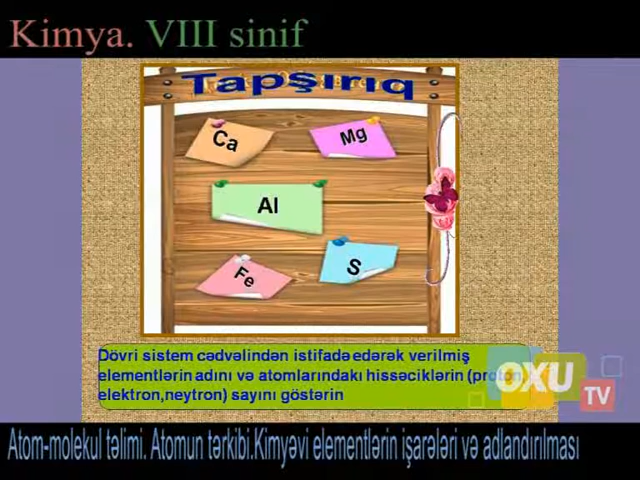 Kimya. VIII sinif
Tapşırıq
Ca
Mg
Al
Fe
S
Dövri sistem cədvəlindən istifadə edərək verilmiş
elementlərin adını və atomlarındakı hissəciklərin (proton,
elektron,neytron) sayını göstərin
OXU
TV
Atom-molekul təlimi. Atomun tərkibi.Kimyəvi elementlərin işarələri və adlandırılması